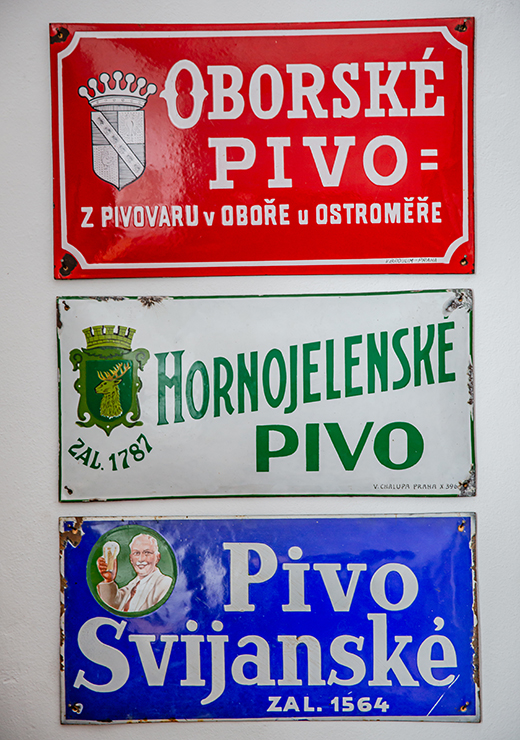 OBORSKÉ
PIVO=
Z PIVOVARU V OBOŘE U OSTROMĚŘE
HORNOJELENSKÉ
PIVO
ZAL. 1787
V. CHALUPA PRAHA X
Pivo
Svijanské
ZAL. 1564